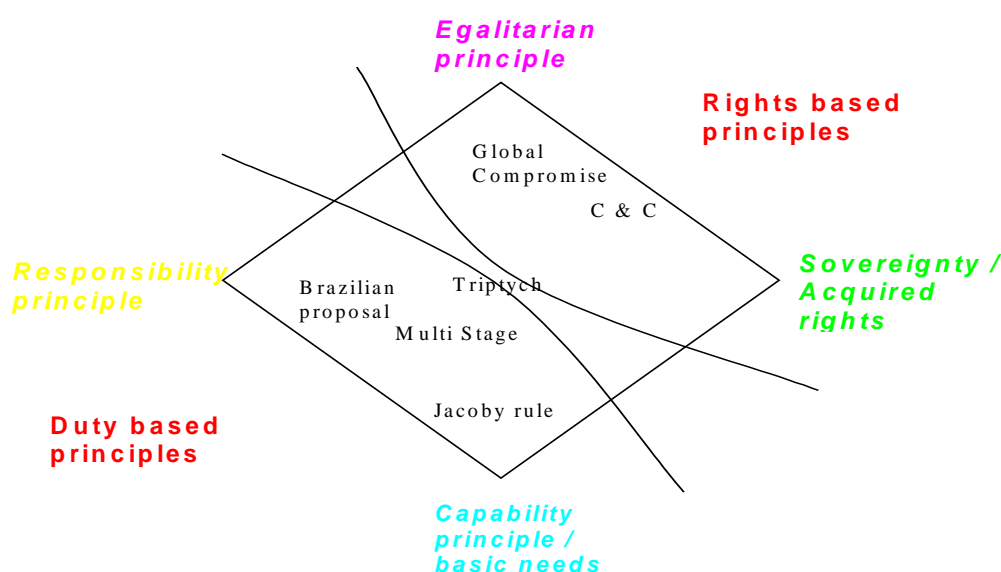 Egalitarian
principle
Rights based
principles
Global
Compromise
C & C
Responsibility
principle
Sovereignty /
Acquired
rights
Triptych
Brazilian
proposal
Multi Stage
Jacoby rule
Duty based
principles
Capability
principle /
basic needs